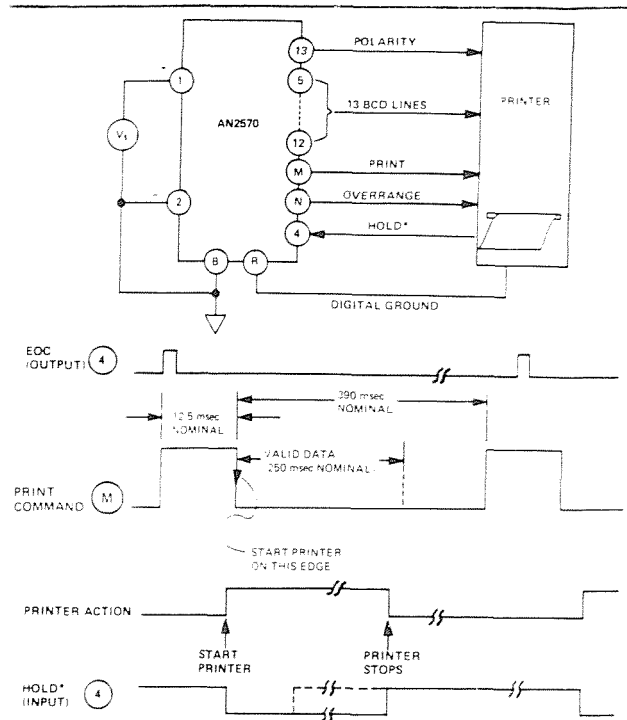 13
POLARITY
1
5
PRINTER
AN2570
13 BCD LINES
Vs
12
M
PRINT
N
OVERRANGE
2
4
HOLD*
B
R
DIGITAL GROUND
EOC
(OUTPUT) 4
390 msec
NOMINAL
12.5 msec
NOMINAL
VALID DATA
250 msec NOMINAL
PRINT
COMMAND M
START PRINTER
ON THIS EDGE
PRINTER ACTION
START
PRINTER
PRINTER
STOPS
HOLD*
(INPUT) 4